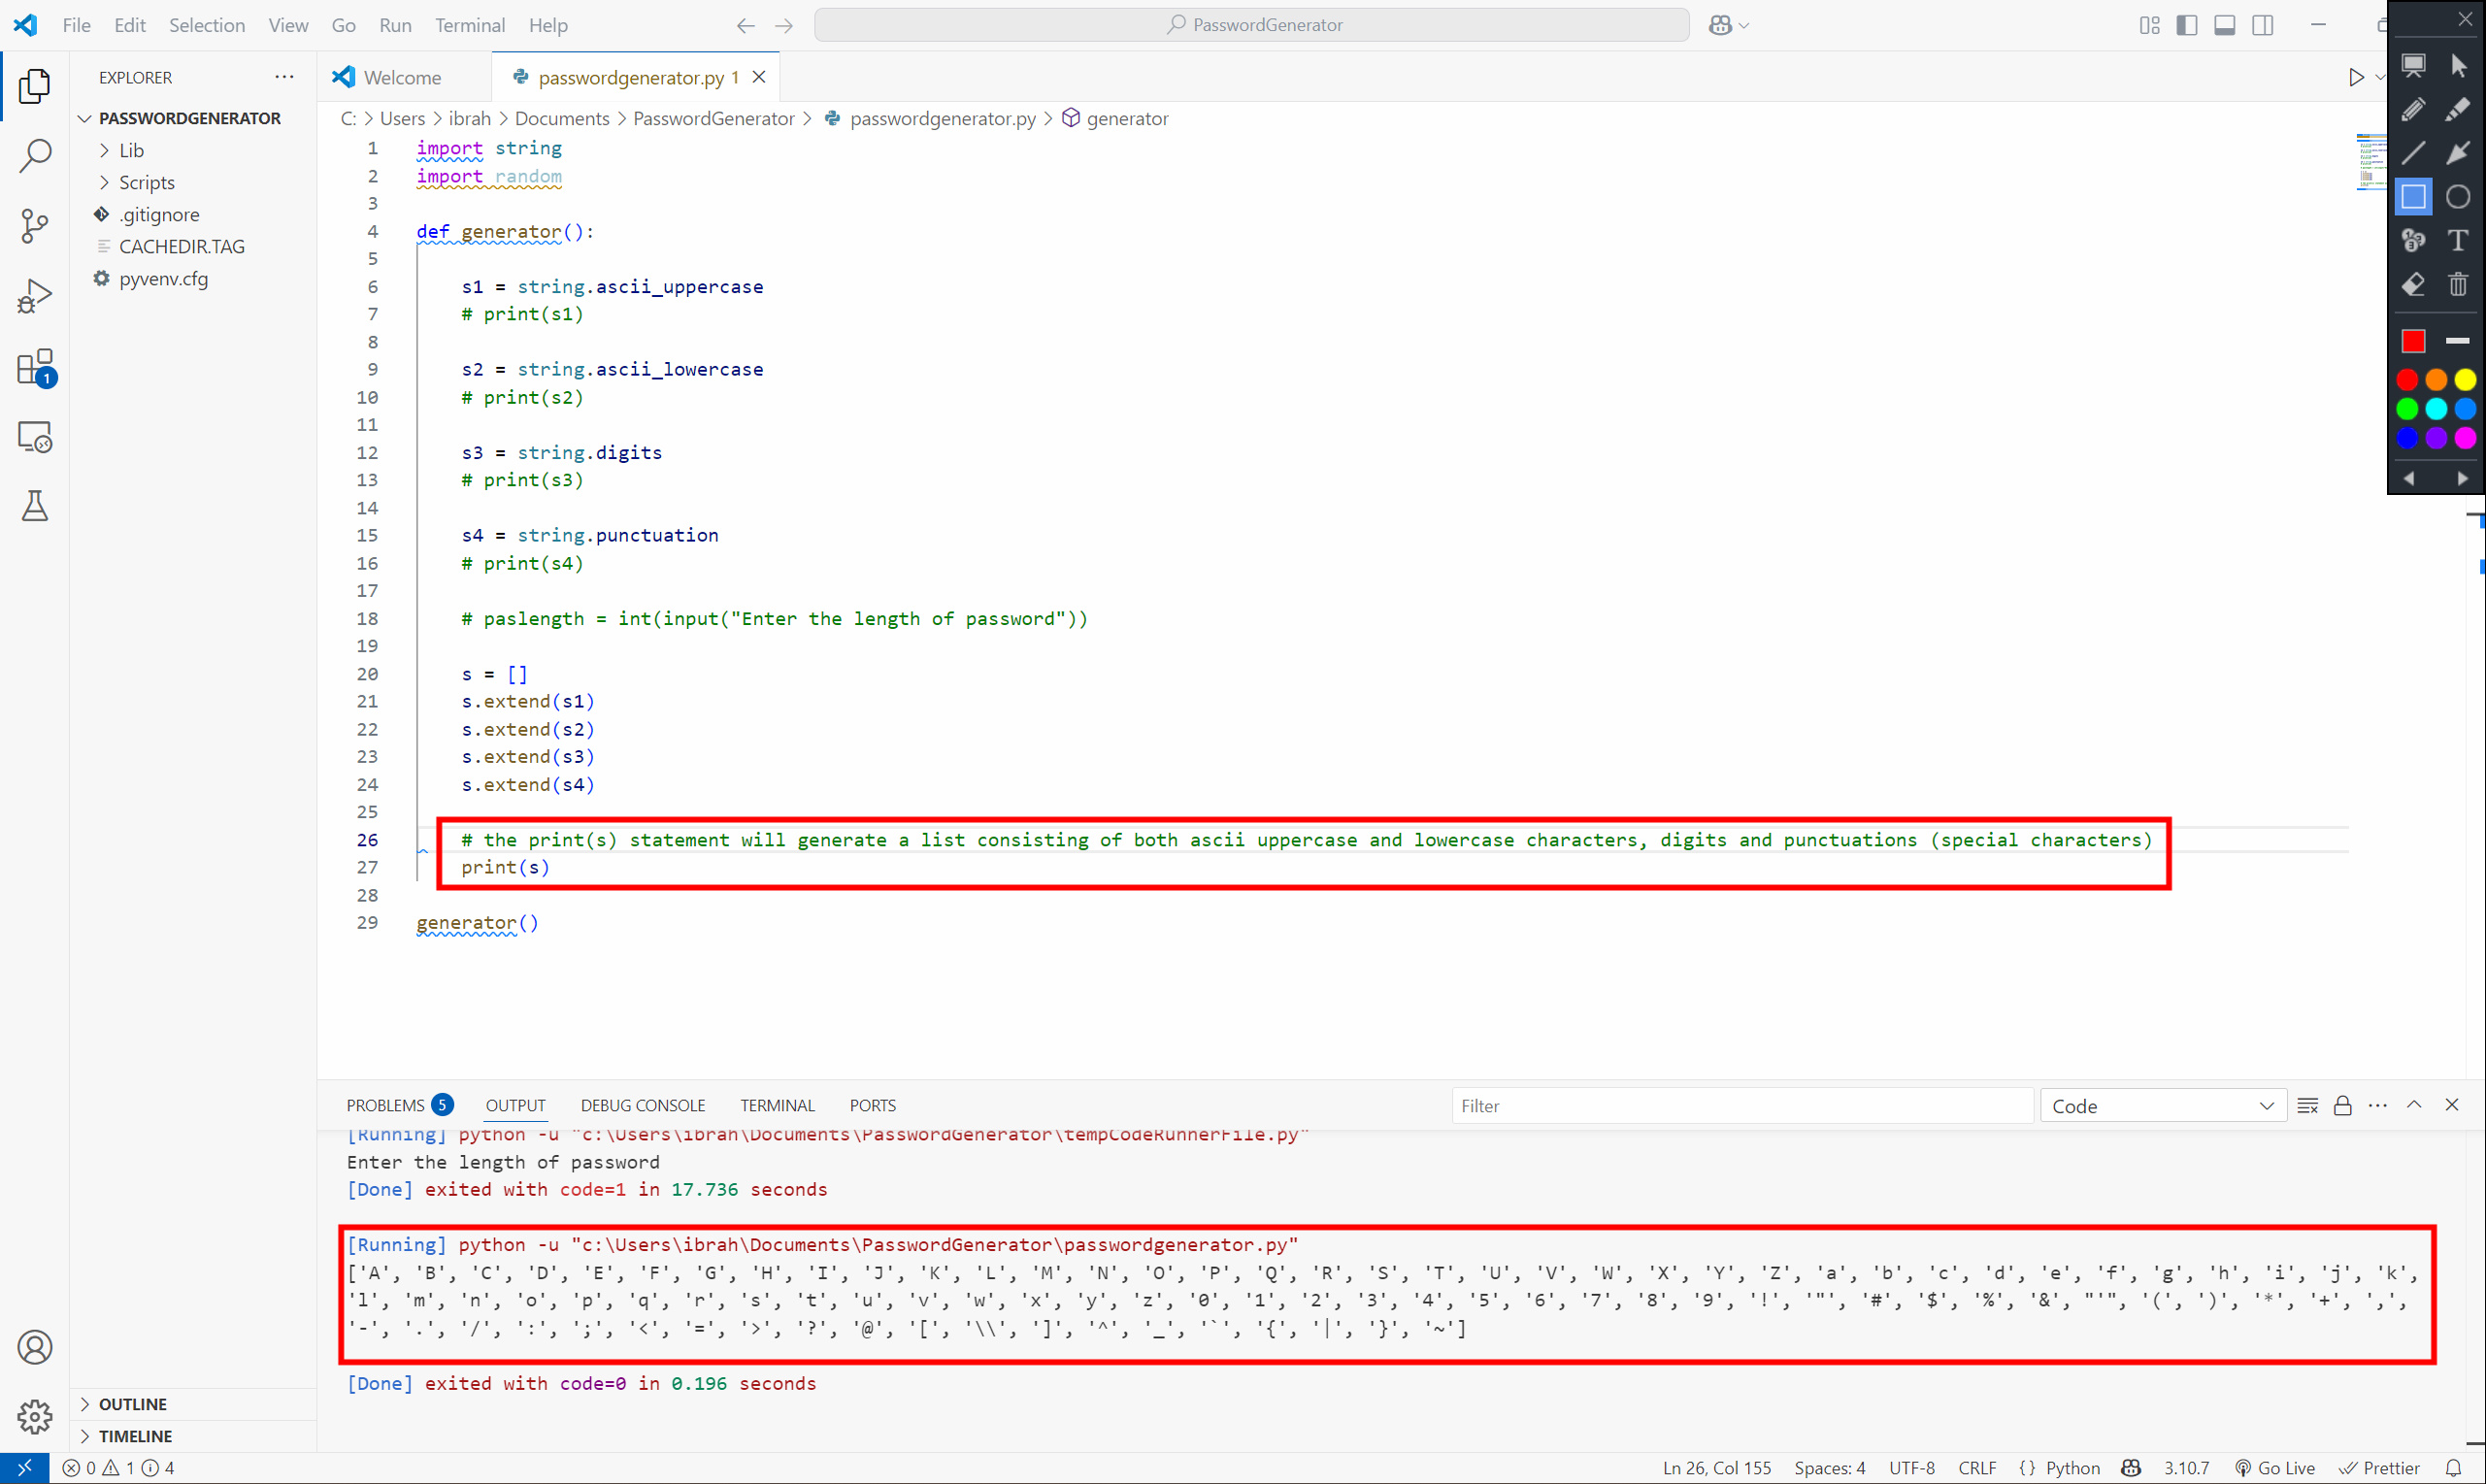 File Edit Selection View Go Run Terminal Help
PasswordGenerator
EXPLORER
PASSWORDGENERATOR
Lib
Scripts
.gitignore
CACHEDIR.TAG
pyvenv.cfg
OUTLINE
TIMELINE
1
Welcome
passwordgenerator.py 1
C: > Users > ibrah > Documents > PasswordGenerator > passwordgenerator.py > generator
1 import string
2 import random
3
4 def generator():
5
6 s1 = string.ascii_uppercase
7 # print(s1)
8
9 s2 = string.ascii_lowercase
10 # print(s2)
11
12 s3 = string.digits
13 # print(s3)
14
15 s4 = string.punctuation
16 # print(s4)
17
18 # paslength = int(input("Enter the length of password"))
19
20 s = []
21 s.extend(s1)
22 s.extend(s2)
23 s.extend(s3)
24 s.extend(s4)
25
26 # the print(s) statement will generate a list consisting of both ascii uppercase and lowercase characters, digits and punctuations (special characters)
27 print(s)
28
29 generator()
PROBLEMS 5 OUTPUT DEBUG CONSOLE TERMINAL PORTS
Filter
Code
[Running] python -u "c:\Users\ibrah\Documents\PasswordGenerator\tempCodeRunnerFile.py"
Enter the length of password
[Done] exited with code=1 in 17.736 seconds
[Running] python -u "c:\Users\ibrah\Documents\PasswordGenerator\passwordgenerator.py"
['A', 'B', 'C', 'D', 'E', 'F', 'G', 'H', 'I', 'J', 'K', 'L', 'M', 'N', 'O', 'P', 'Q', 'R', 'S', 'T', 'U', 'V', 'W', 'X', 'Y', 'Z', 'a', 'b', 'c', 'd', 'e', 'f', 'g', 'h', 'i', 'j', 'k',
'l', 'm', 'n', 'o', 'p', 'q', 'r', 's', 't', 'u', 'v', 'w', 'x', 'y', 'z', '0', '1', '2', '3', '4', '5', '6', '7', '8', '9', '!', '"', '#', '$', '%', '&', "'", '(', ')', '*', '+', ',',
'-', '.', '/', ':', ';', '<', '=', '>', '?', '@', '[', '\\', ']', '^', '_', '`', '{', '|', '}', '~']
[Done] exited with code=0 in 0.196 seconds
0 1 4
Ln 26, Col 155 Spaces: 4 UTF-8 CRLF {} Python 3.10.7 Go Live Prettier